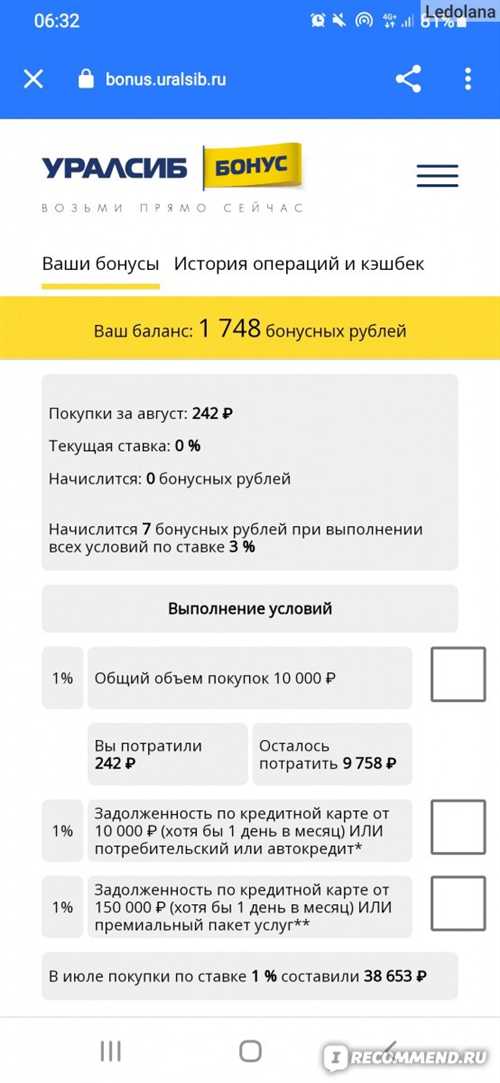 Ledolana
06:32
4G+
61%
bonus.uralsib.ru
УРАЛСИБ БОНУС
ВОЗЬМИ ПРЯМО СЕЙЧАС
Ваши бонусы История операций и кэшбек
Ваш баланс: 1 748 бонусных рублей
Покупки за август: 242 ₽
Текущая ставка: 0 %
Начислится: 0 бонусных рублей
Начислится 7 бонусных рублей при выполнении
всех условий по ставке 3 %
Выполнение условий
1% Общий объем покупок 10 000 ₽
Вы потратили
242 ₽
Осталось
потратить 9 758 ₽
1%
Задолженность по кредитной карте от
10 000 ₽ (хотя бы 1 день в месяц) ИЛИ
потребительский или автокредит*
1%
Задолженность по кредитной карте от
150 000 ₽ (хотя бы 1 день в месяц) ИЛИ
премиальный пакет услуг**
В июле покупки по ставке 1 % составили 38 653 ₽
IRECOMMEND.RU